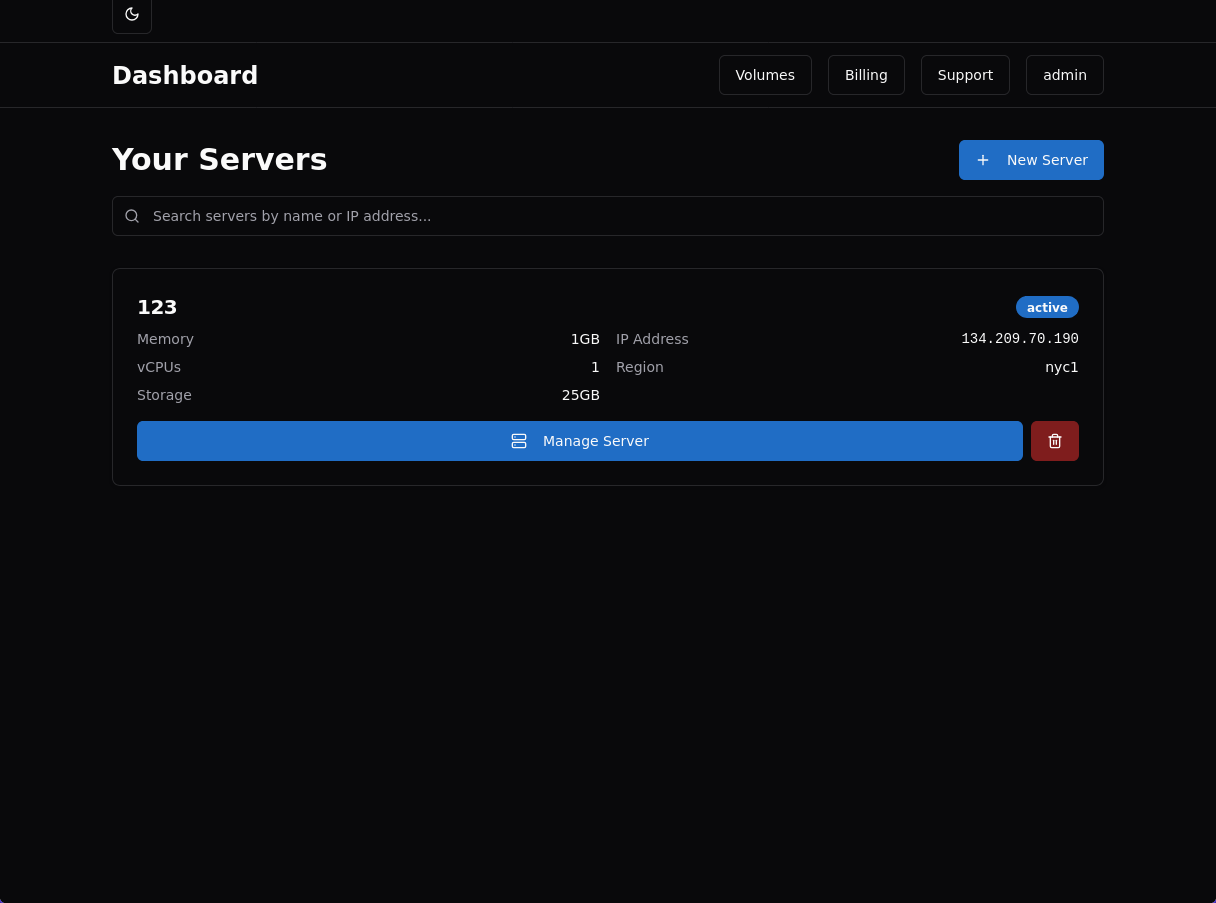 Dashboard
Volumes
Billing
Support
admin
Your Servers
New Server
Search servers by name or IP address...
123
active
Memory 1GB IP Address 134.209.70.190
vCPUs 1 Region nyc1
Storage 25GB
Manage Server